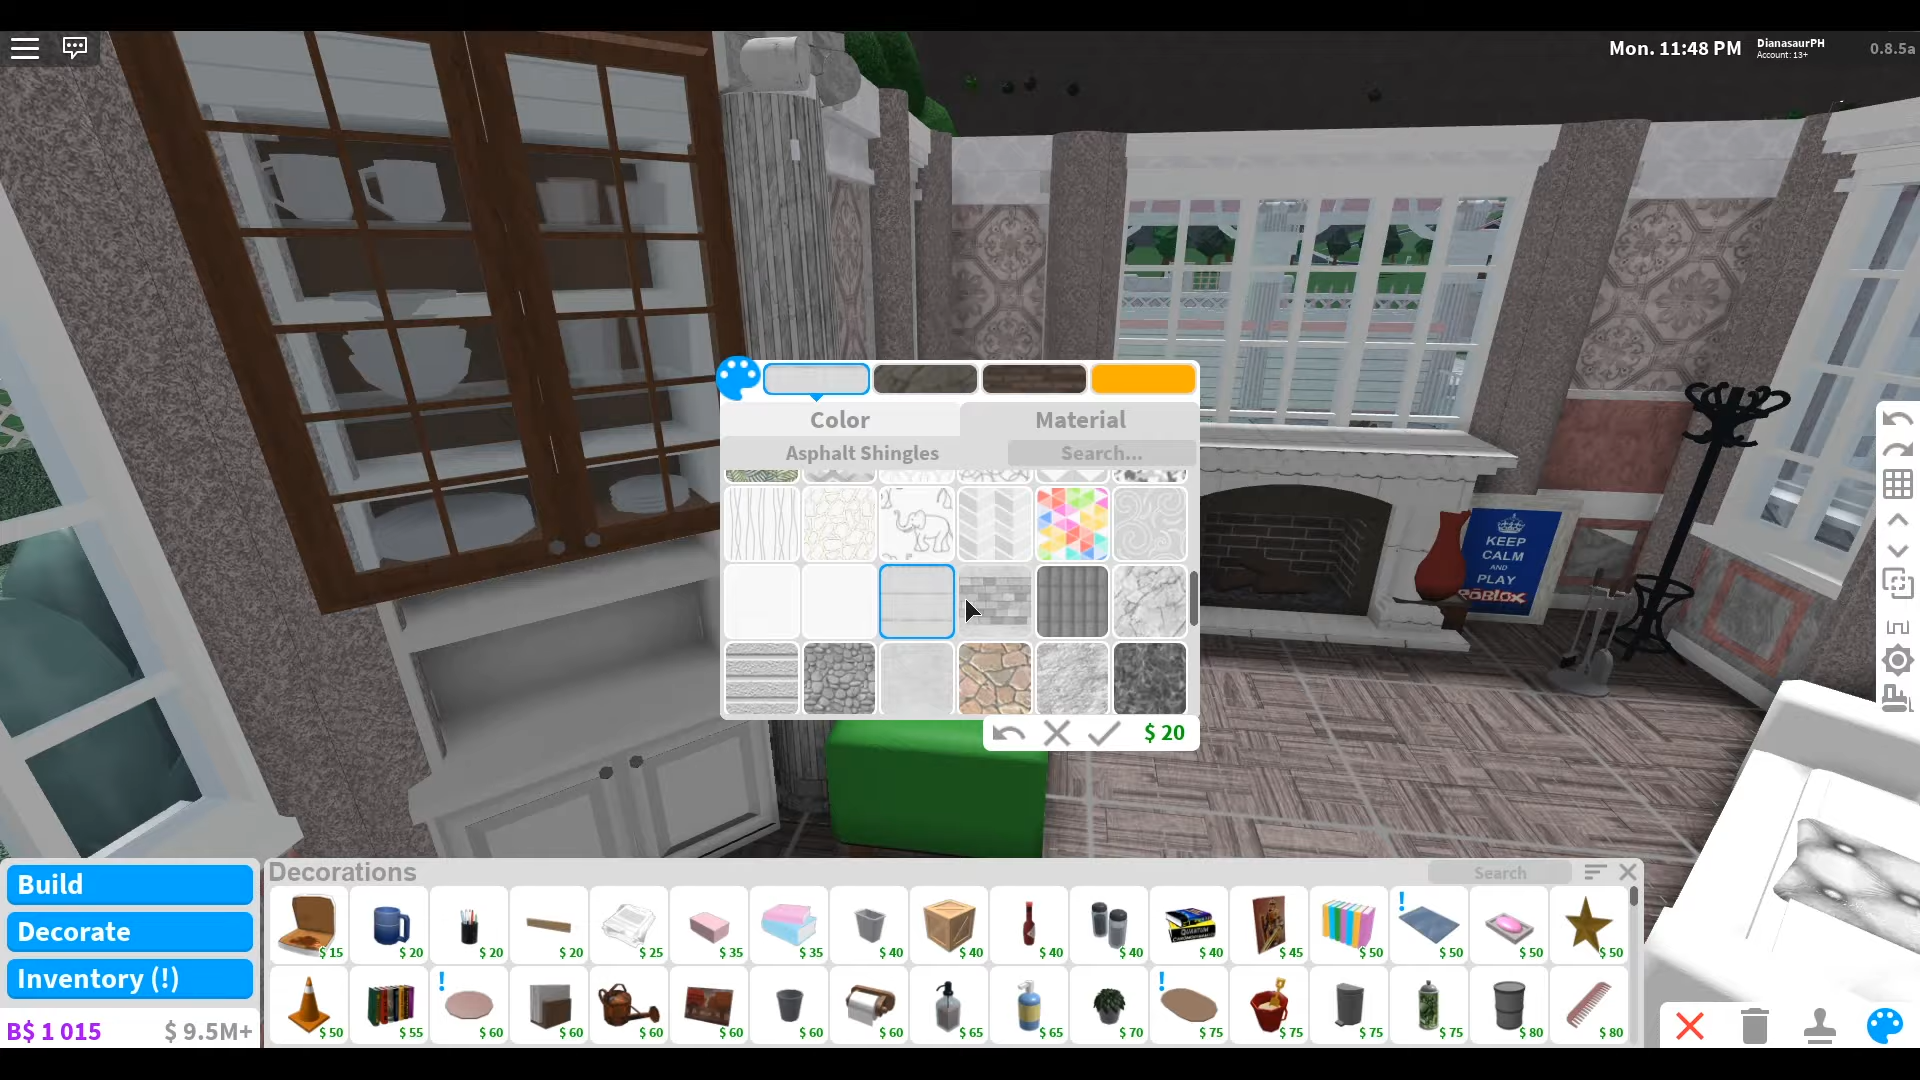 Mon. 11:48 PM
DianasaurPH
Account: 13+
0.8.5a
Color
Material
Asphalt Shingles
Search...
KEEP
CALM
AND
PLAY
ROBLOX
$ 20
Build
Decorate
Inventory (!)
B$ 1 015
$ 9.5M+
Decorations
Search
$ 15
$ 20
$ 20
$ 20
$ 25
$ 35
$ 35
$ 40
$ 40
$ 40
$ 40
QUANTUM
$ 40
$ 45
$ 50
!
$ 50
$ 50
$ 50
$ 50
$ 55
!
$ 60
$ 60
$ 60
$ 60
$ 60
$ 60
$ 65
$ 65
$ 70
!
$ 75
$ 75
$ 75
$ 75
$ 80
$ 80